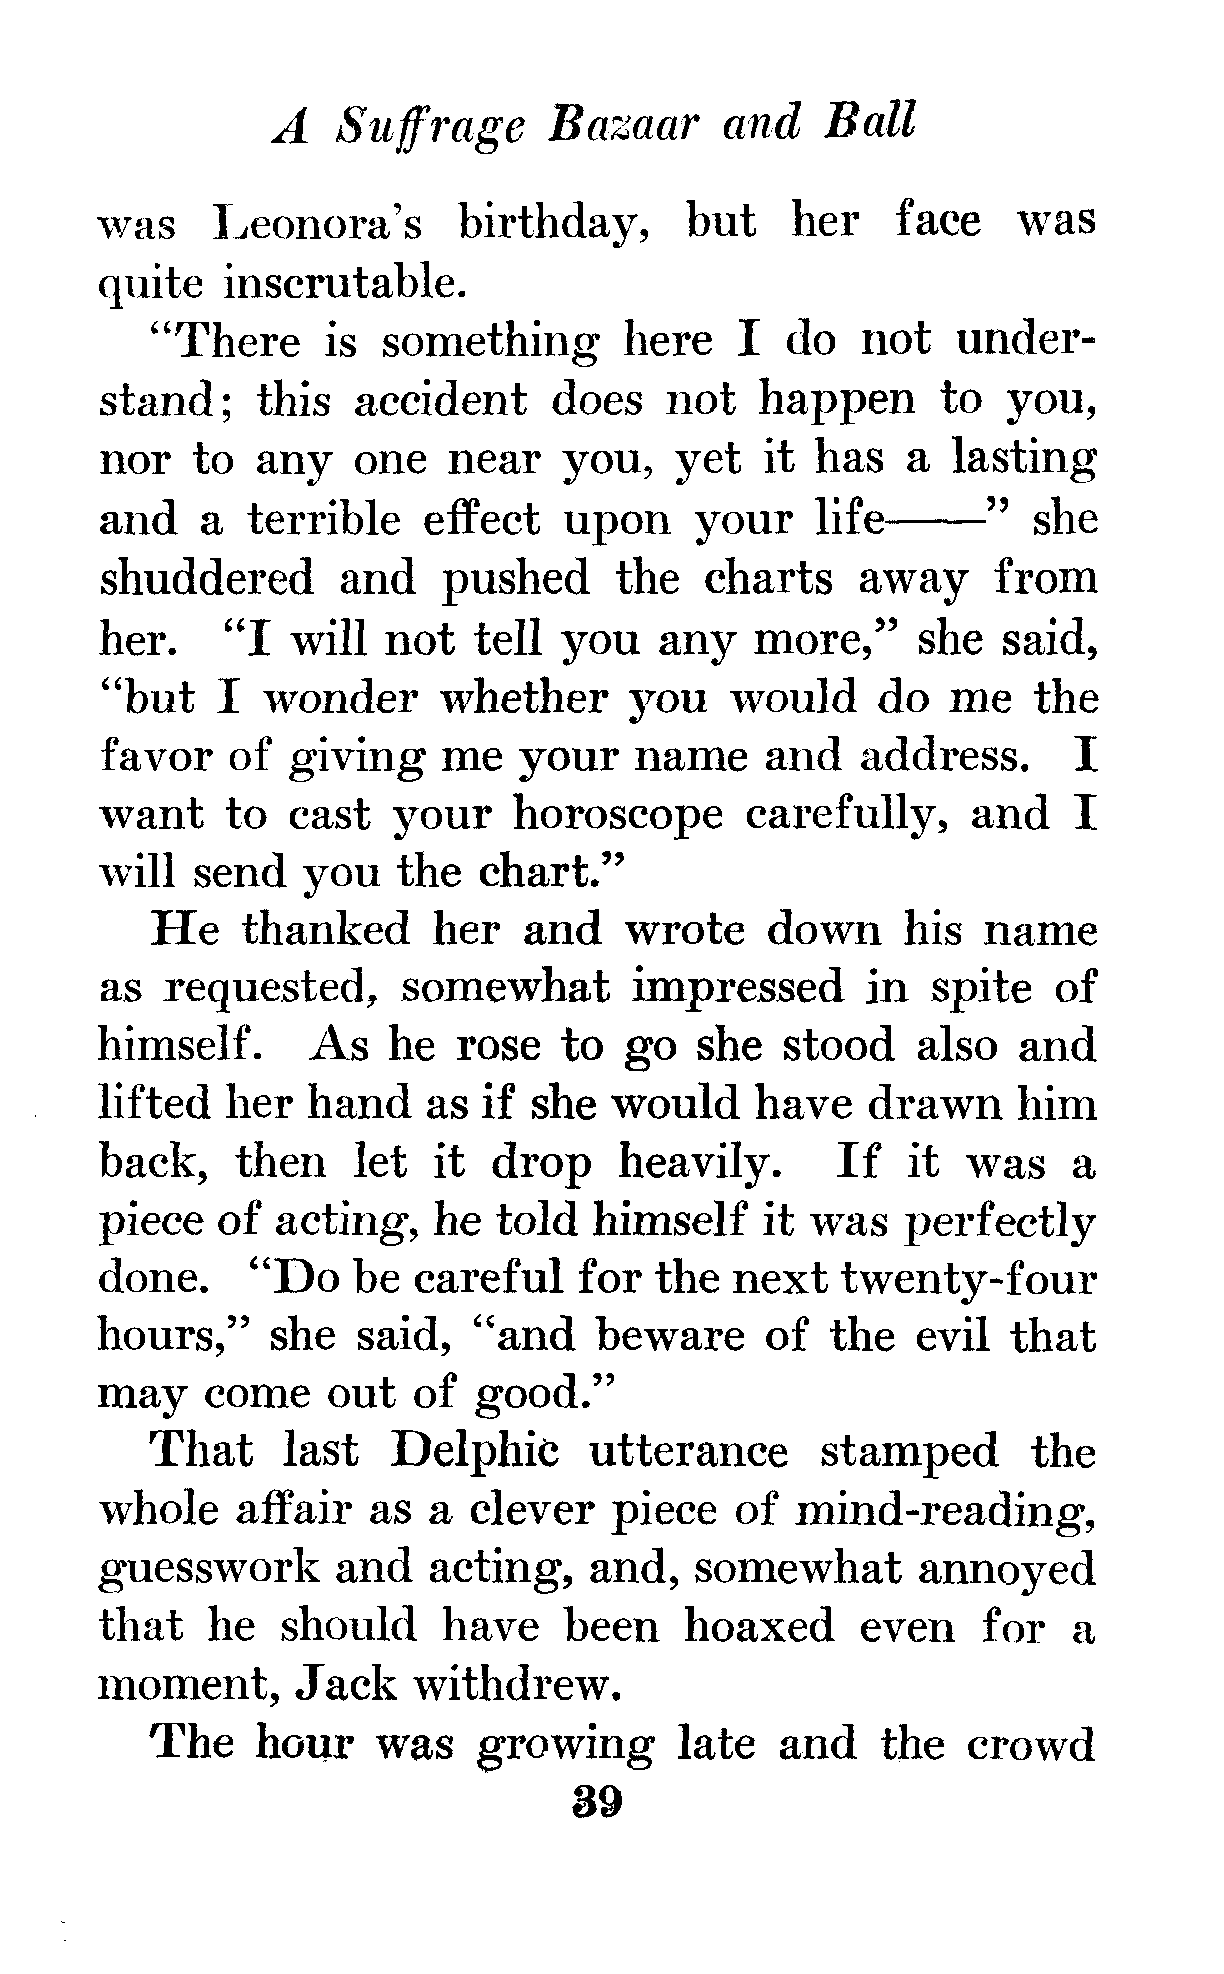 A Suffrage Bazaar and Ball
was Leonora's birthday, but her face was
quite inscrutable.
"There is something here I do not under-
stand; this accident does not happen to you,
nor to any one near you, yet it has a lasting
and a terrible effect upon your life——" she
shuddered and pushed the charts away from
her. "I will not tell you any more," she said,
"but I wonder whether you would do me the
favor of giving me your name and address. I
want to cast your horoscope carefully, and I
will send you the chart."
He thanked her and wrote down his name
as requested, somewhat impressed in spite of
himself. As he rose to go she stood also and
lifted her hand as if she would have drawn him
back, then let it drop heavily. If it was a
piece of acting, he told himself it was perfectly
done. "Do be careful for the next twenty-four
hours," she said, "and beware of the evil that
may come out of good."
That last Delphic utterance stamped the
whole affair as a clever piece of mind-reading,
guesswork and acting, and, somewhat annoyed
that he should have been hoaxed even for a
moment, Jack withdrew.
The hour was growing late and the crowd
39